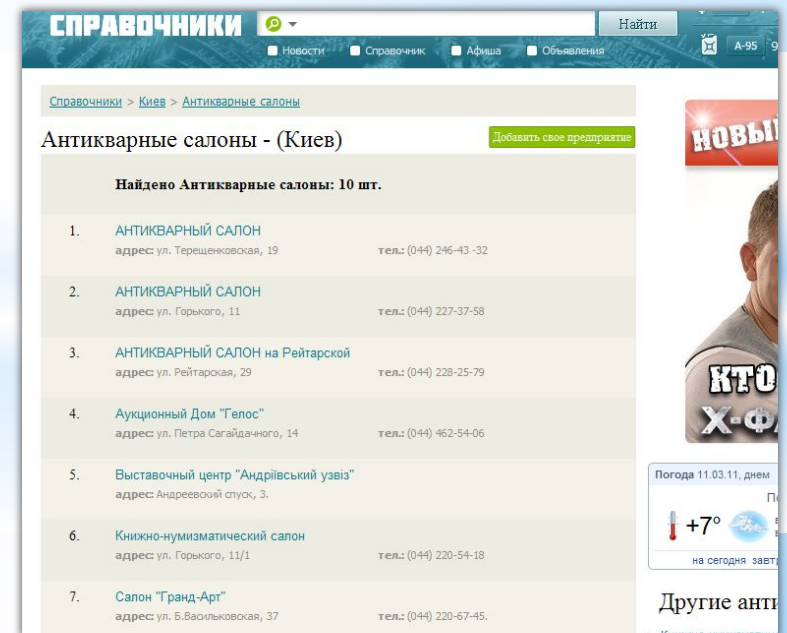 СПРАВОЧНИКИ
Найти
Новости Справочник Афиша Объявления
А-95 9
Справочники > Киев > Антикварные салоны
Антикварные салоны - (Киев)
Добавить свое предприятие
Найдено Антикварные салоны: 10 шт.
1. АНТИКВАРНЫЙ САЛОН
адрес: ул. Терещенковская, 19 тел.: (044) 246-43 -32
2. АНТИКВАРНЫЙ САЛОН
адрес: ул. Горького, 11 тел.: (044) 227-37-58
3. АНТИКВАРНЫЙ САЛОН на Рейтарской
адрес: ул. Рейтарская, 29 тел.: (044) 228-25-79
4. Аукционный Дом "Гелос"
адрес: ул. Петра Сагайдачного, 14 тел.: (044) 462-54-06
5. Выставочный центр "Андріївський узвіз"
адрес: Андреевский спуск, 3.
6. Книжно-нумизматический салон
адрес: ул. Горького, 11/1 тел.: (044) 220-54-18
7. Салон "Гранд-Арт"
адрес: ул. Б.Васильковская, 37 тел.: (044) 220-67-45.
НОВЫ
КТО
Х-Ф
Погода 11.03.11, днем
+7°
на сегодня завт
Другие анти